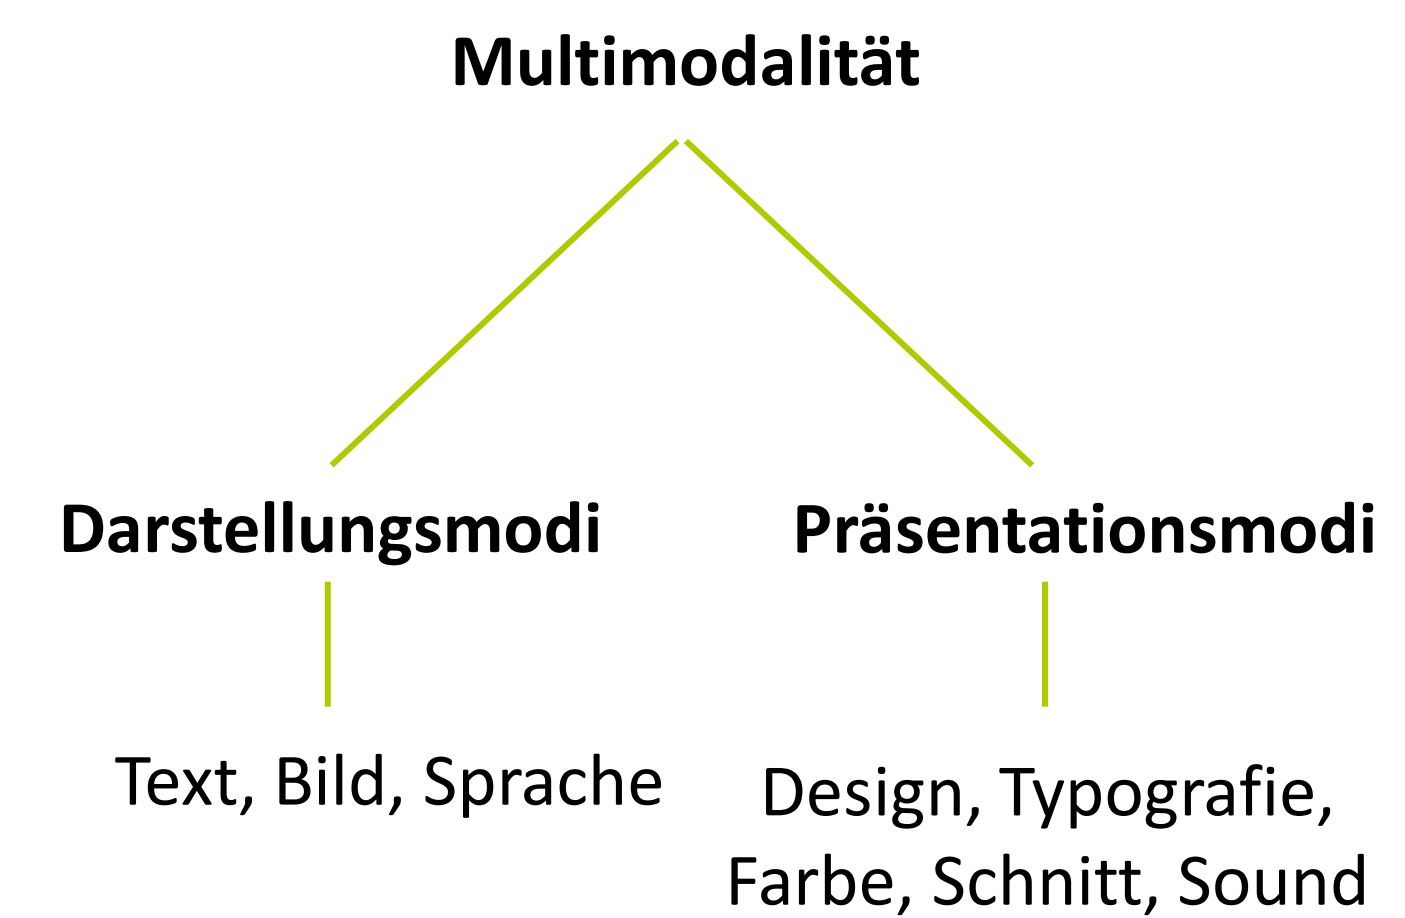 Multimodalität
Darstellungsmodi
Präsentationsmodi
Text, Bild, Sprache
Design, Typografie,
Farbe, Schnitt, Sound